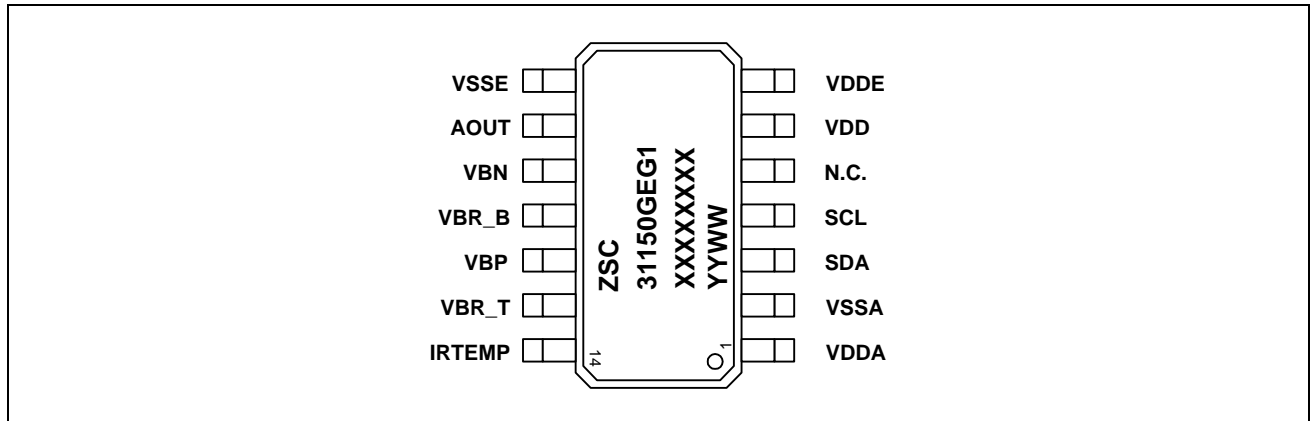 VSSE
AOUT
VBN
VBR_B
VBP
VBR_T
IRTEMP
ZSC
31150GEG1
XXXXXXXX
YYWW
14
1
VDDE
VDD
N.C.
SCL
SDA
VSSA
VDDA